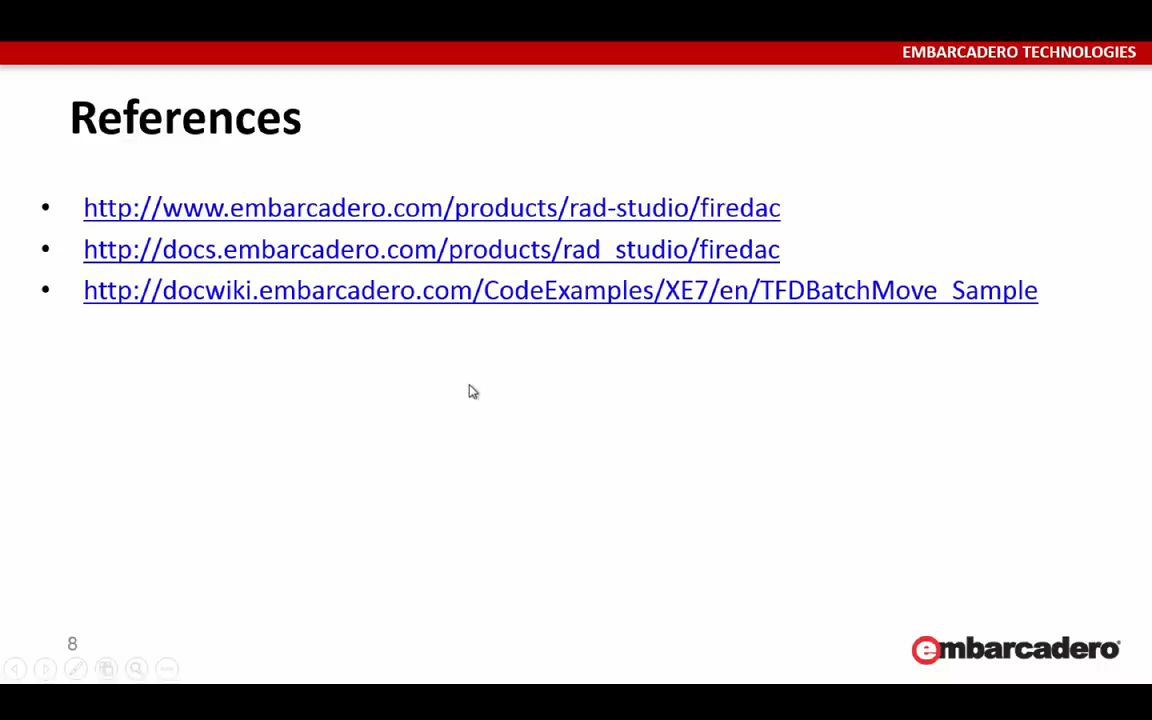 EMBARCADERO TECHNOLOGIES
References
• http://www.embarcadero.com/products/rad-studio/firedac
• http://docs.embarcadero.com/products/rad_studio/firedac
• http://docwiki.embarcadero.com/CodeExamples/XE7/en/TFDBatchMove_Sample
8
embarcadero